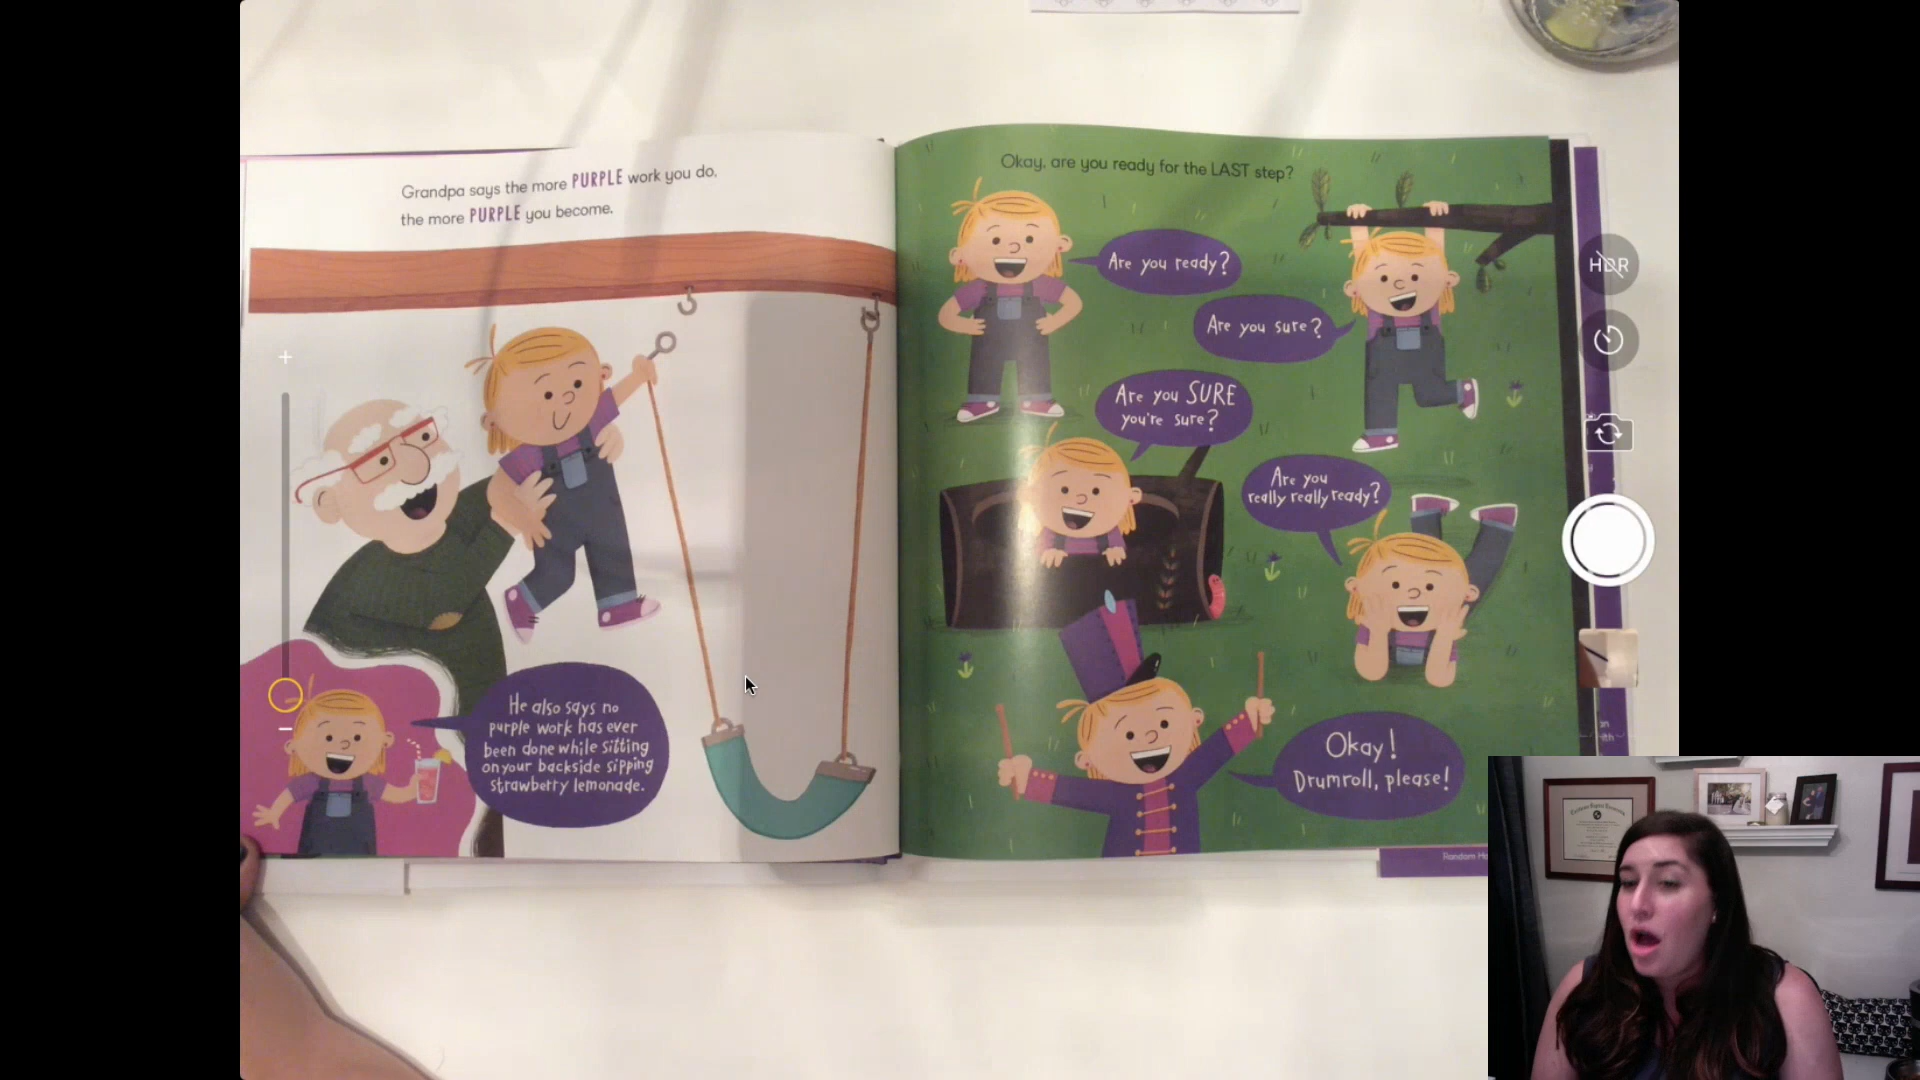 Grandpa says the more PURPLE work you do,
the more PURPLE you become.
He also says no
purple work has ever
been done while sitting
on your backside sipping
strawberry lemonade.
Okay, are you ready for the LAST step?
Are you ready?
Are you sure?
Are you SURE
you're sure?
Are you
really really ready?
Okay!
Drumroll, please!
HDR
Random